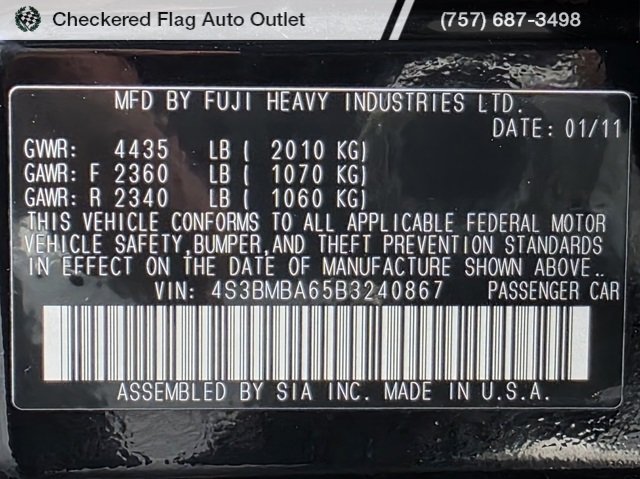 Checkered Flag Auto Outlet (757) 687-3498
MFD BY FUJI HEAVY INDUSTRIES LTD.
DATE: 01/11
GVWR: 4435 LB ( 2010 KG)
GAWR: F 2360 LB ( 1070 KG)
GAWR: R 2340 LB ( 1060 KG)
THIS VEHICLE CONFORMS TO ALL APPLICABLE FEDERAL MOTOR
VEHICLE SAFETY,BUMPER,AND THEFT PREVENTION STANDARDS
IN EFFECT ON THE DATE OF MANUFACTURE SHOWN ABOVE..
VIN: 4S3BMBA65B3240867 PASSENGER CAR
ASSEMBLED BY SIA INC. MADE IN U.S.A.